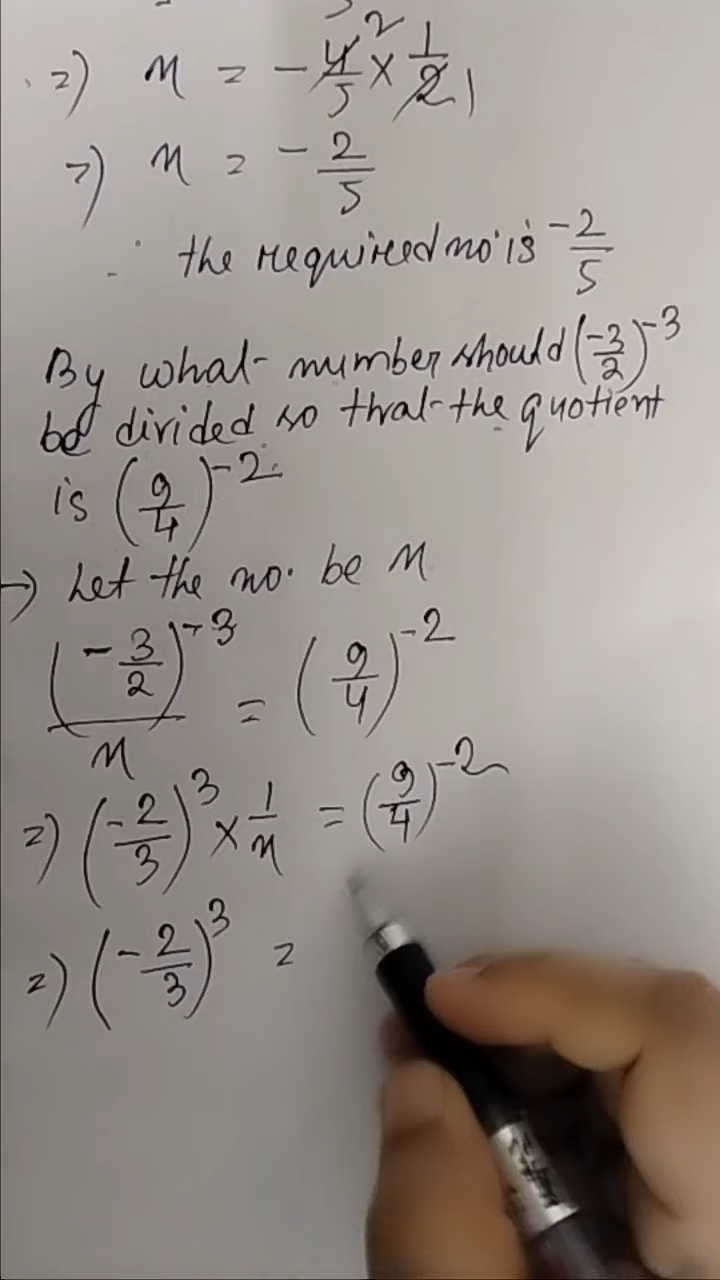 =) x = -4/5 2 × 1/2 1
=) x = -2/5
∴ the required no is -2/5
By what number should (-3/2)^-3
be divided so that the quotient
is (9/4)^-2.
→ Let the no. be x
(-3/2)^-3 / x = (9/4)^-2
=) (-2/3)^3 × 1/x = (9/4)^-2
=) (-2/3)^3 =